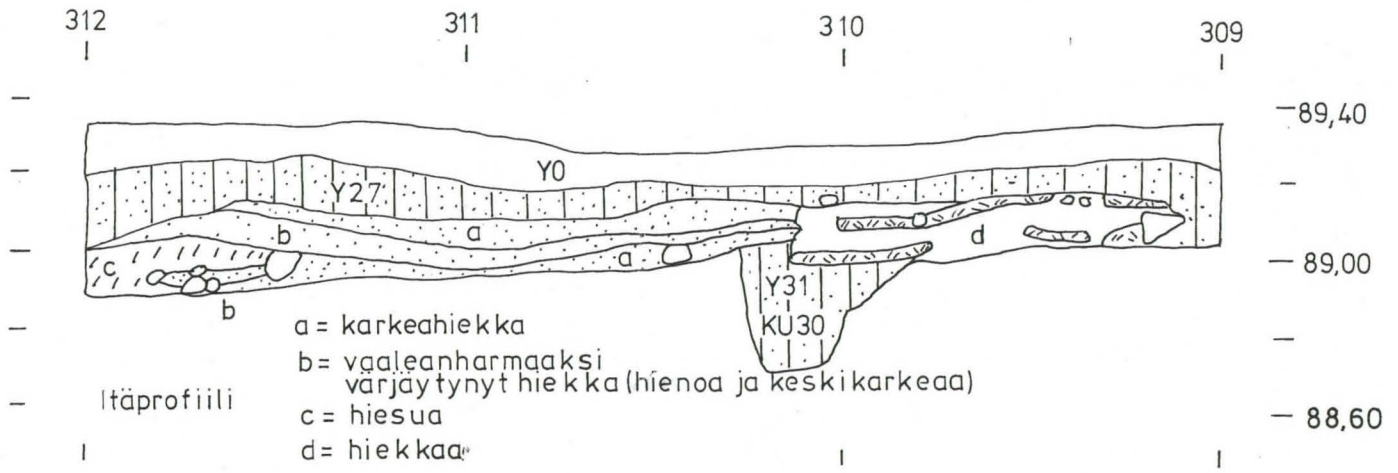 312 311 310 309
89,40
Y0
Y27
b a d
c a 89,00
Y31
b KU30
a = karkeahiekka
b = vaaleanharmaaksi
värjäytynyt hiekka (hienoa ja keskikarkeaa)
Itäprofiili
c = hiesua
88,60
d = hiekkaa